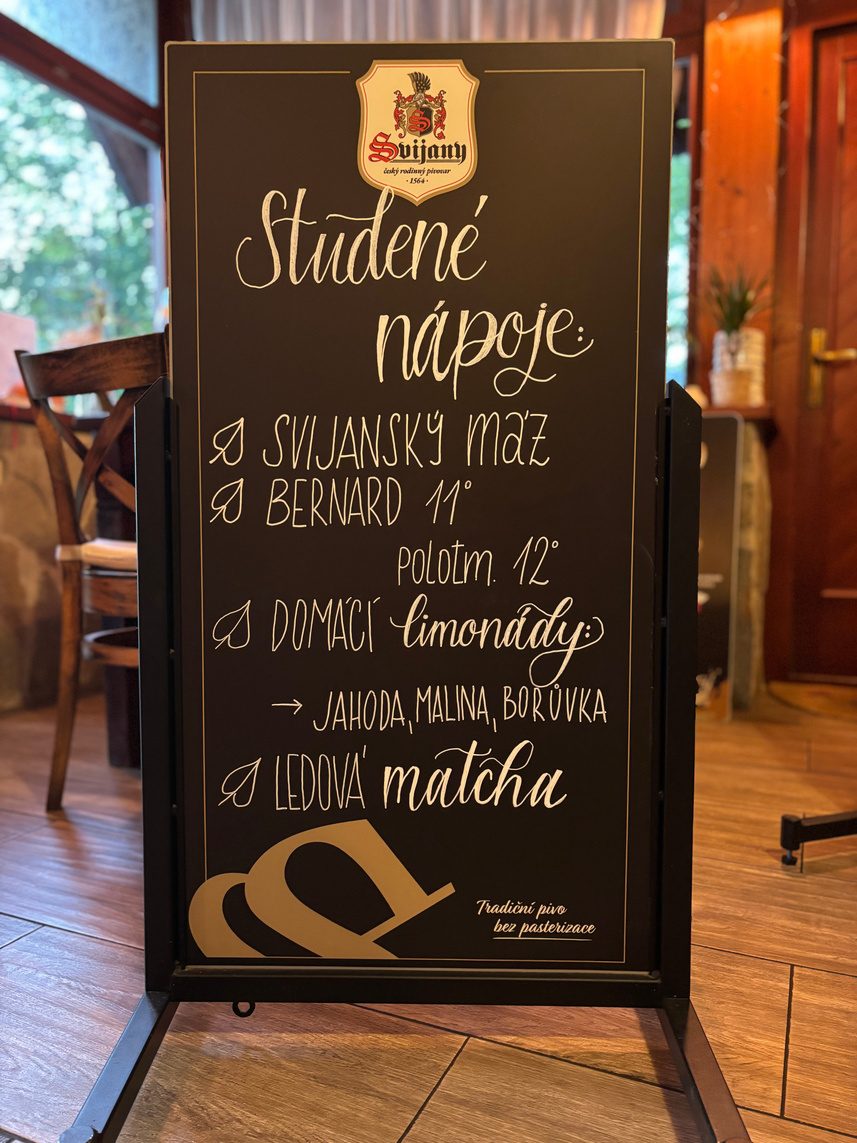 Svijany
český rodinný pivovar
· 1564 ·
Studené
nápoje:
SVIJANSKÝ MÁZ
BERNARD 11°
POLOTM. 12°
DOMÁCÍ limonády:
→ JAHODA, MALINA, BORŮVKA
LEDOVÁ matcha
Tradiční pivo
bez pasterizace